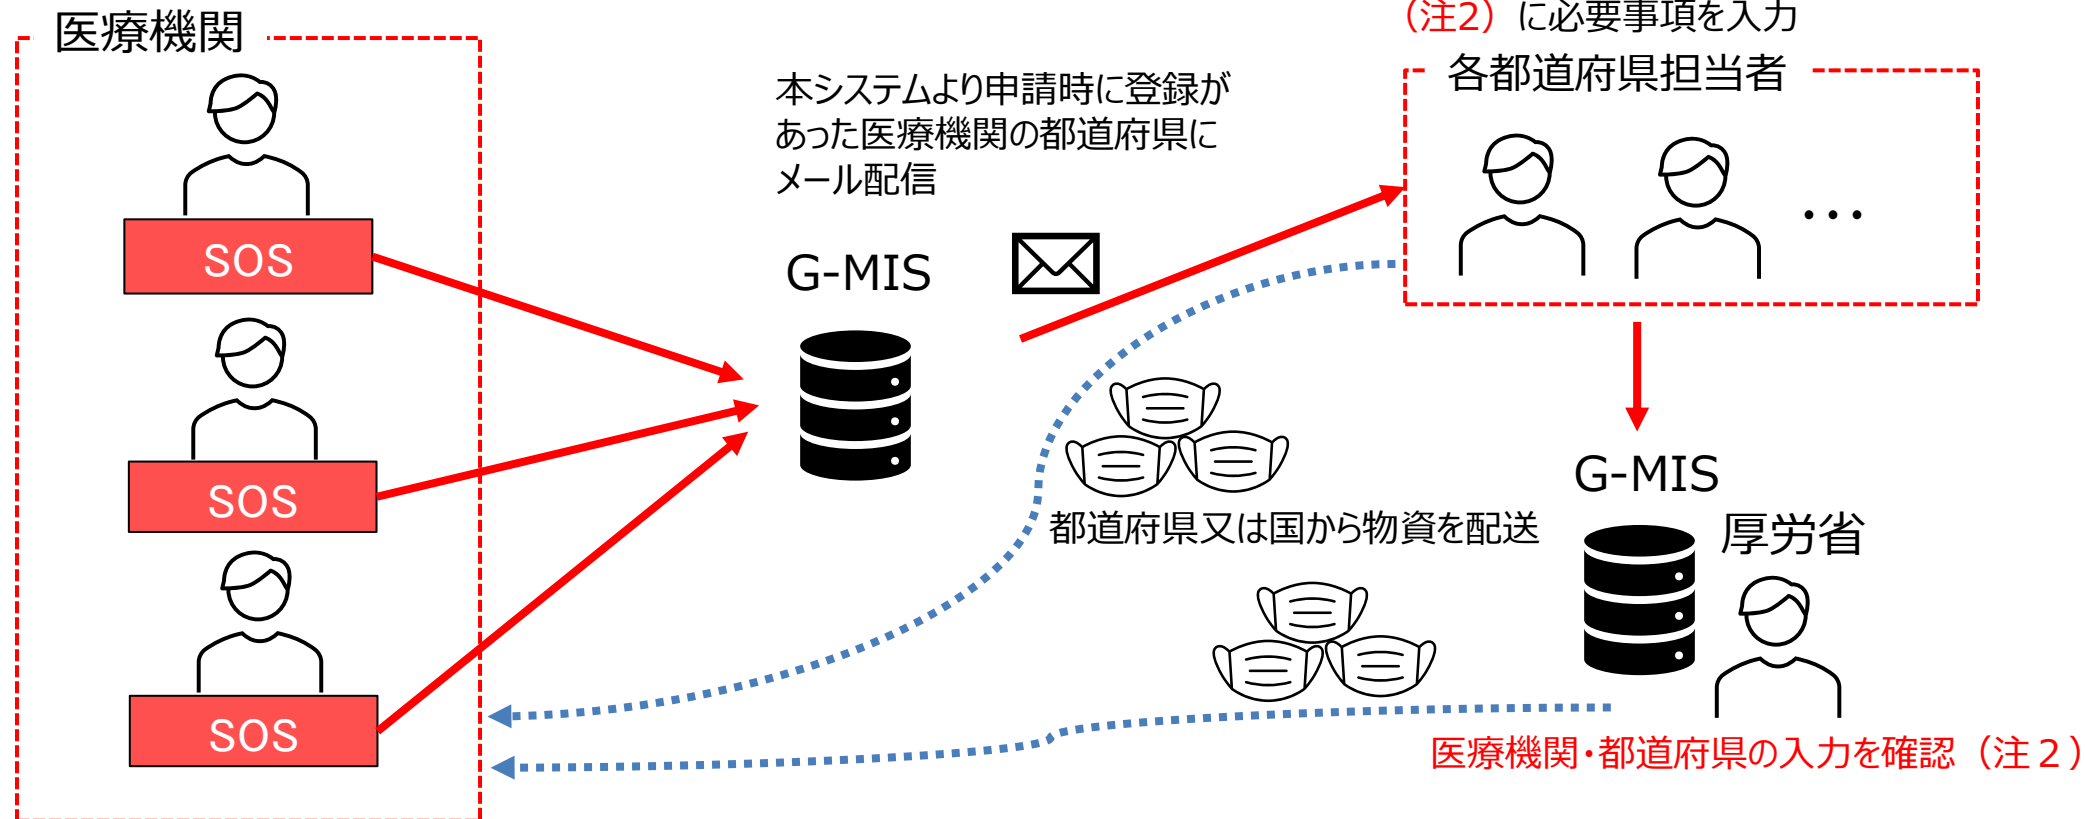 医療機関
SOS
SOS
SOS
本システムより申請時に登録が
あった医療機関の都道府県に
メール配信
G-MIS
（注2）に必要事項を入力
各都道府県担当者
…
都道府県又は国から物資を配送
G-MIS
厚労省
医療機関・都道府県の入力を確認（注２）